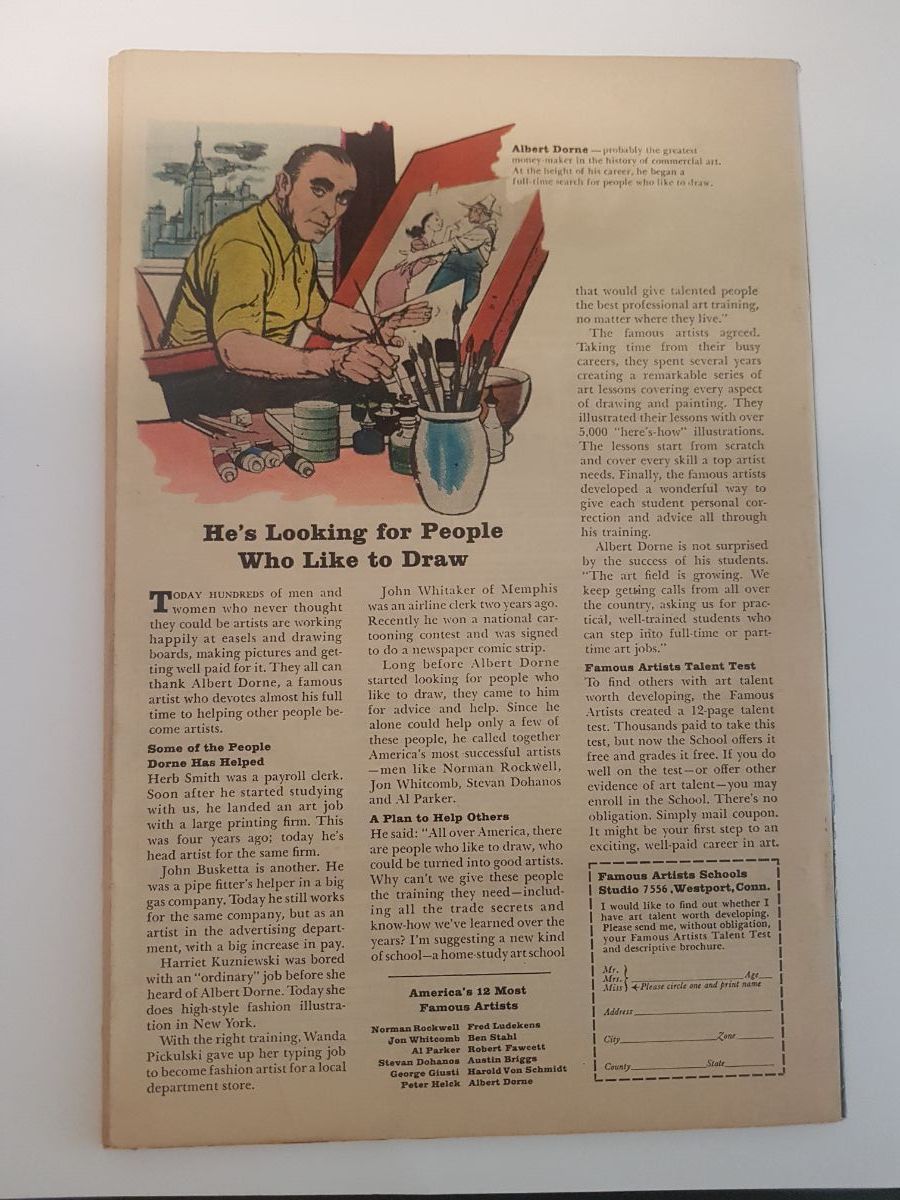 Albert Dorne — probably the greatest
money-maker in the history of commercial art.
At the height of his career, he began a
full-time search for people who like to draw.
He's Looking for People
Who Like to Draw
TODAY HUNDREDS of men and
women who never thought
they could be artists are working
happily at easels and drawing
boards, making pictures and get-
ting well paid for it. They all can
thank Albert Dorne, a famous
artist who devotes almost his full
time to helping other people be-
come artists.
Some of the People
Dorne Has Helped
Herb Smith was a payroll clerk.
Soon after he started studying
with us, he landed an art job
with a large printing firm. This
was four years ago; today he's
head artist for the same firm.
John Busketta is another. He
was a pipe fitter's helper in a big
gas company. Today he still works
for the same company, but as an
artist in the advertising depart-
ment, with a big increase in pay.
Harriet Kuzniewski was bored
with an "ordinary" job before she
heard of Albert Dorne. Today she
does high-style fashion illustra-
tion in New York.
With the right training, Wanda
Pickulski gave up her typing job
to become fashion artist for a local
department store.
John Whitaker of Memphis
was an airline clerk two years ago.
Recently he won a national car-
tooning contest and was signed
to do a newspaper comic strip.
Long before Albert Dorne
started looking for people who
like to draw, they came to him
for advice and help. Since he
alone could help only a few of
these people, he called together
America's most successful artists
—men like Norman Rockwell,
Jon Whitcomb, Stevan Dohanos
and Al Parker.
A Plan to Help Others
He said: "All over America, there
are people who like to draw, who
could be turned into good artists.
Why can't we give these people
the training they need—includ-
ing all the trade secrets and
know-how we've learned over the
years? I'm suggesting a new kind
of school—a home-study art school
America's 12 Most
Famous Artists
Norman Rockwell Fred Ludekens
Jon Whitcomb Ben Stahl
Al Parker Robert Fawcett
Stevan Dohanos Austin Briggs
George Giusti Harold Von Schmidt
Peter Helck Albert Dorne
that would give talented people
the best professional art training,
no matter where they live."
The famous artists agreed.
Taking time from their busy
careers, they spent several years
creating a remarkable series of
art lessons covering every aspect
of drawing and painting. They
illustrated their lessons with over
5,000 "here's-how" illustrations.
The lessons start from scratch
and cover every skill a top artist
needs. Finally, the famous artists
developed a wonderful way to
give each student personal cor-
rection and advice all through
his training.
Albert Dorne is not surprised
by the success of his students.
"The art field is growing. We
keep getting calls from all over
the country, asking us for prac-
tical, well-trained students who
can step into full-time or part-
time art jobs."
Famous Artists Talent Test
To find others with art talent
worth developing, the Famous
Artists created a 12-page talent
test. Thousands paid to take this
test, but now the School offers it
free and grades it free. If you do
well on the test—or offer other
evidence of art talent—you may
enroll in the School. There's no
obligation. Simply mail coupon.
It might be your first step to an
exciting, well-paid career in art.
Famous Artists Schools
Studio 7556, Westport, Conn.
I would like to find out whether I
have art talent worth developing.
Please send me, without obligation,
your Famous Artists Talent Test
and descriptive brochure.
Mr.
Mrs. Age
Miss Please circle one and print name
Address
City Zone
County State